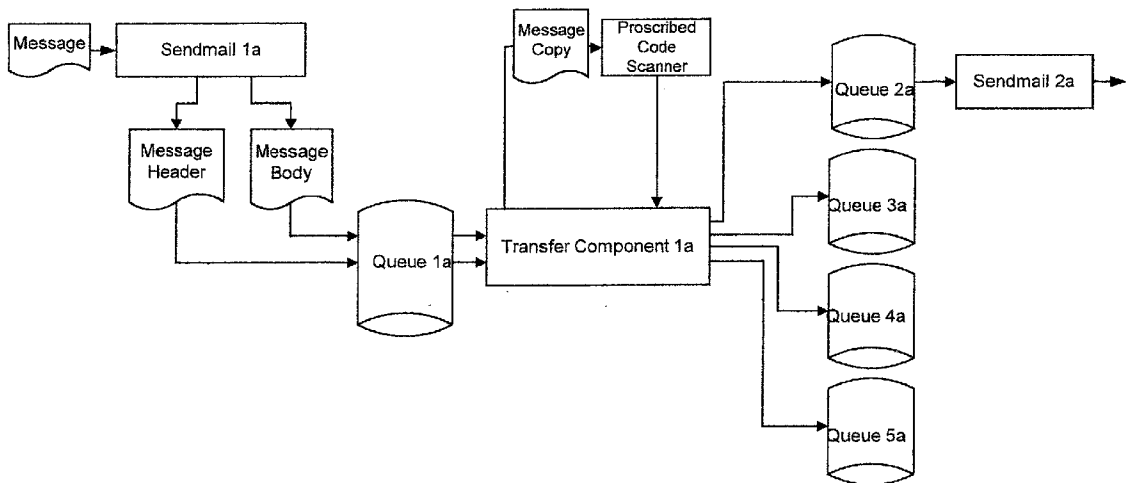 Message
Sendmail 1a
Message
Copy
Proscribed
Code
Scanner
Queue 2a
Sendmail 2a
Message
Header
Message
Body
Queue 1a
Transfer Component 1a
Queue 3a
Queue 4a
Queue 5a